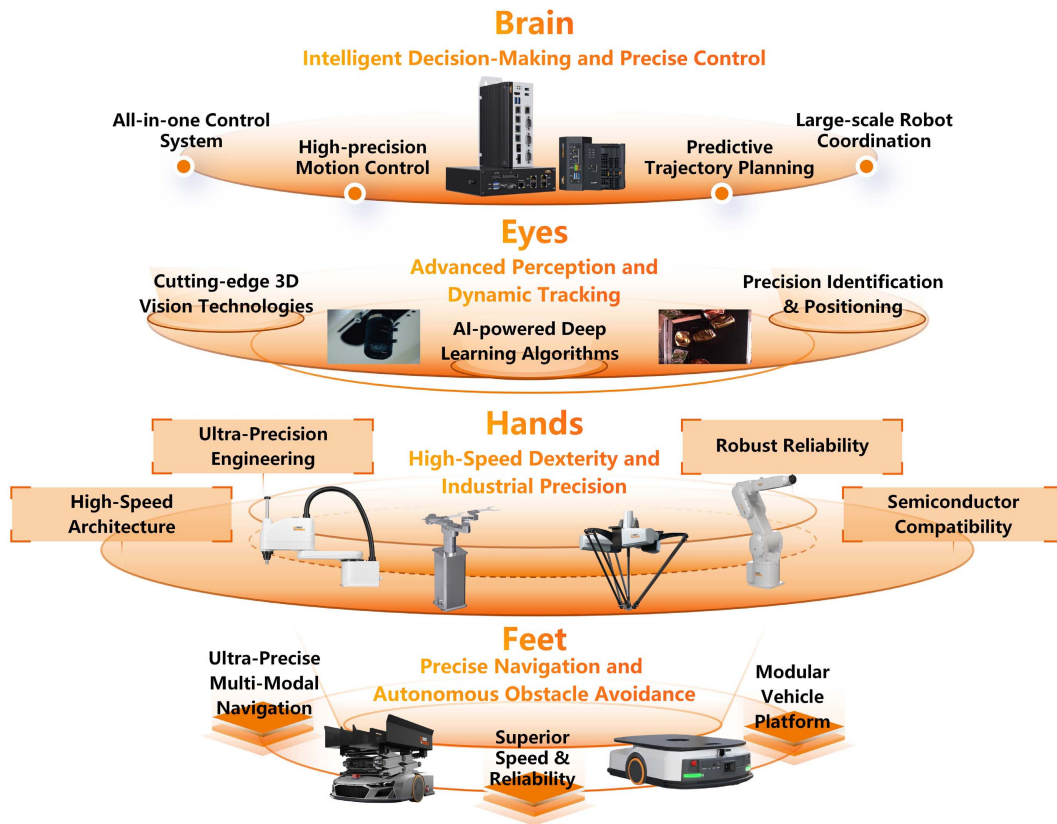 Brain
Intelligent Decision-Making and Precise Control
All-in-one Control
System
High-precision
Motion Control
Predictive
Trajectory Planning
Large-scale Robot
Coordination
Eyes
Advanced Perception and
Dynamic Tracking
Cutting-edge 3D
Vision Technologies
AI-powered Deep
Learning Algorithms
Precision Identification
& Positioning
Hands
High-Speed Dexterity and
Industrial Precision
Ultra-Precision
Engineering
High-Speed
Architecture
Robust Reliability
Semiconductor
Compatibility
Feet
Precise Navigation and
Autonomous Obstacle Avoidance
Ultra-Precise
Multi-Modal
Navigation
Superior
Speed &
Reliability
Modular
Vehicle
Platform